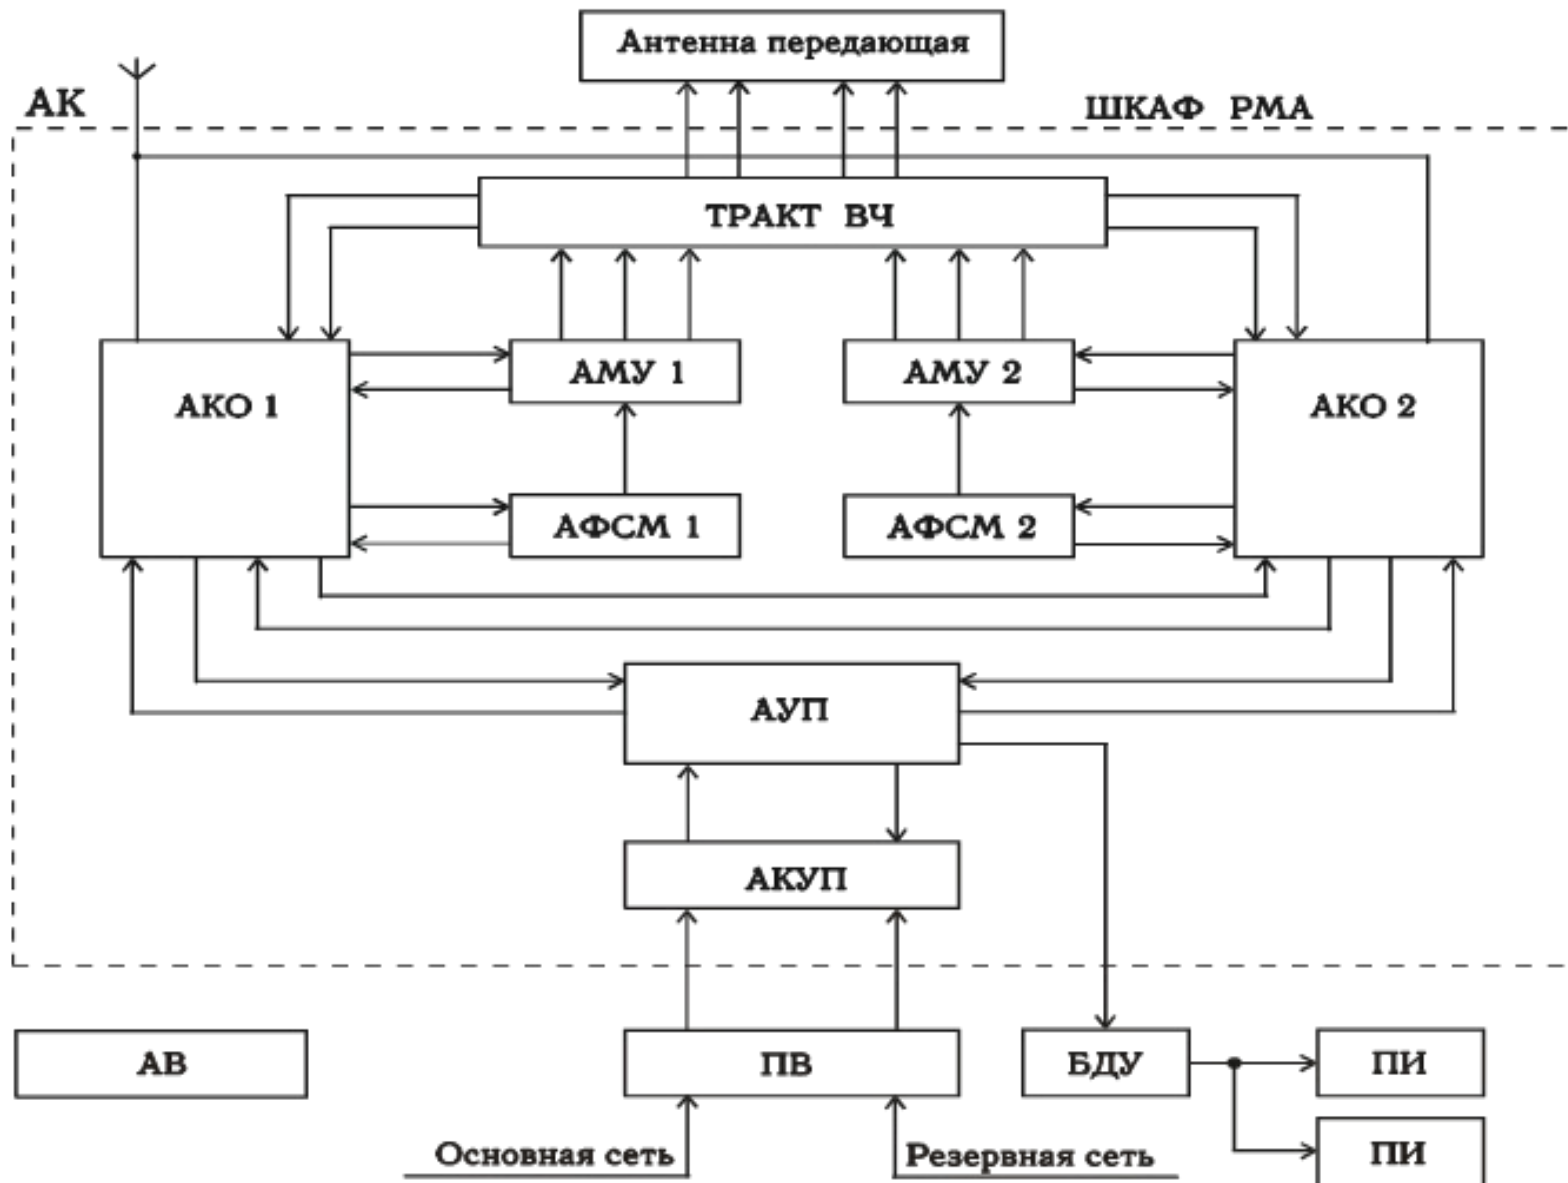 Антенна передающая
АК
ШКАФ РМА
ТРАКТ ВЧ
АКО 1
АМУ 1
АМУ 2
АКО 2
АФСМ 1
АФСМ 2
АУП
АКУП
АВ
ПВ
БДУ
ПИ
Основная сеть
Резервная сеть
ПИ